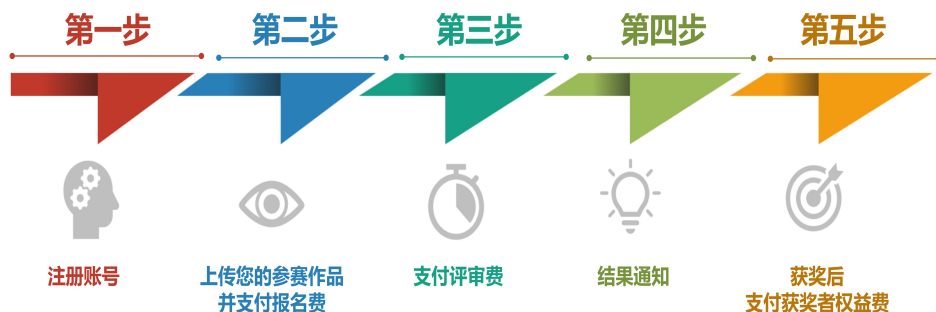 第一步
第二步
第三步
第四步
第五步
注册账号
上传您的参赛作品
并支付报名费
支付评审费
结果通知
获奖后
支付获奖者权益费